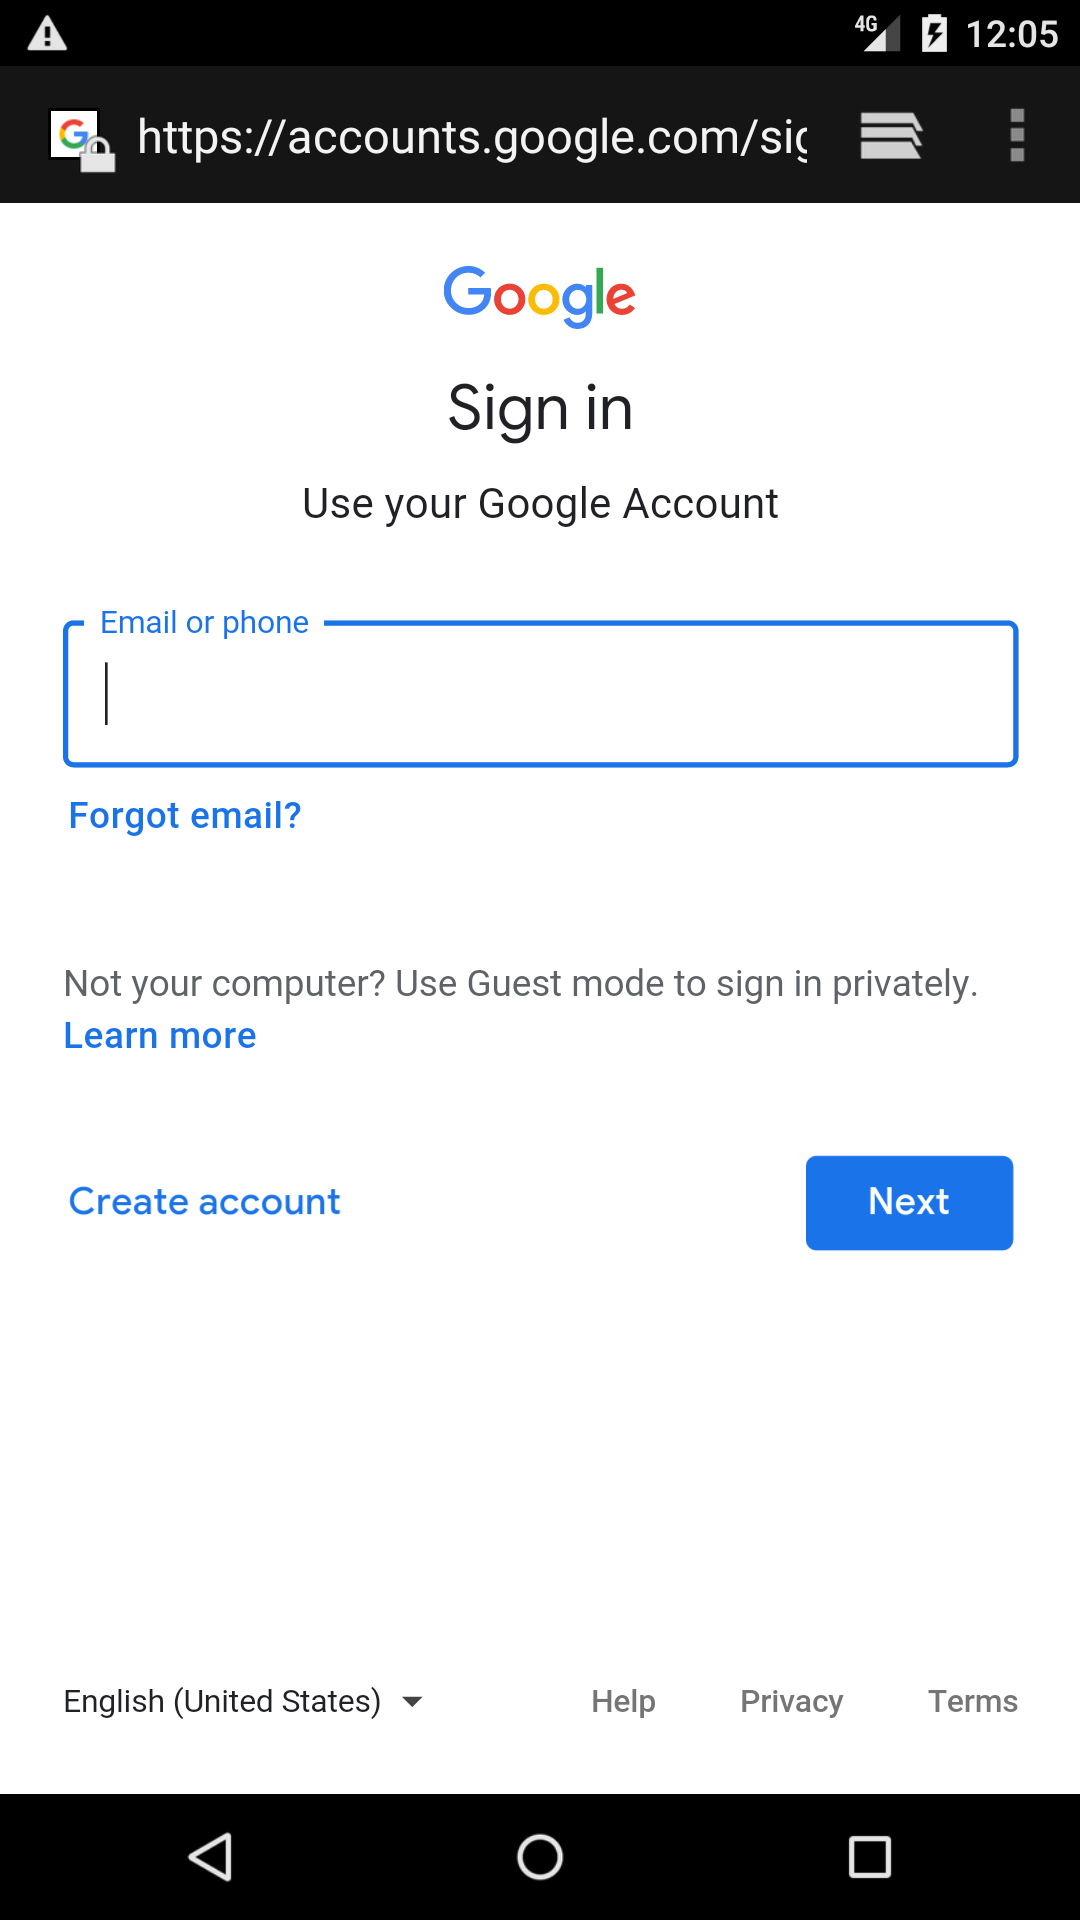 4G 12:05
https://accounts.google.com/sig
Google
Sign in
Use your Google Account
Email or phone
Forgot email?
Not your computer? Use Guest mode to sign in privately.
Learn more
Create account
Next
English (United States)
Help
Privacy
Terms